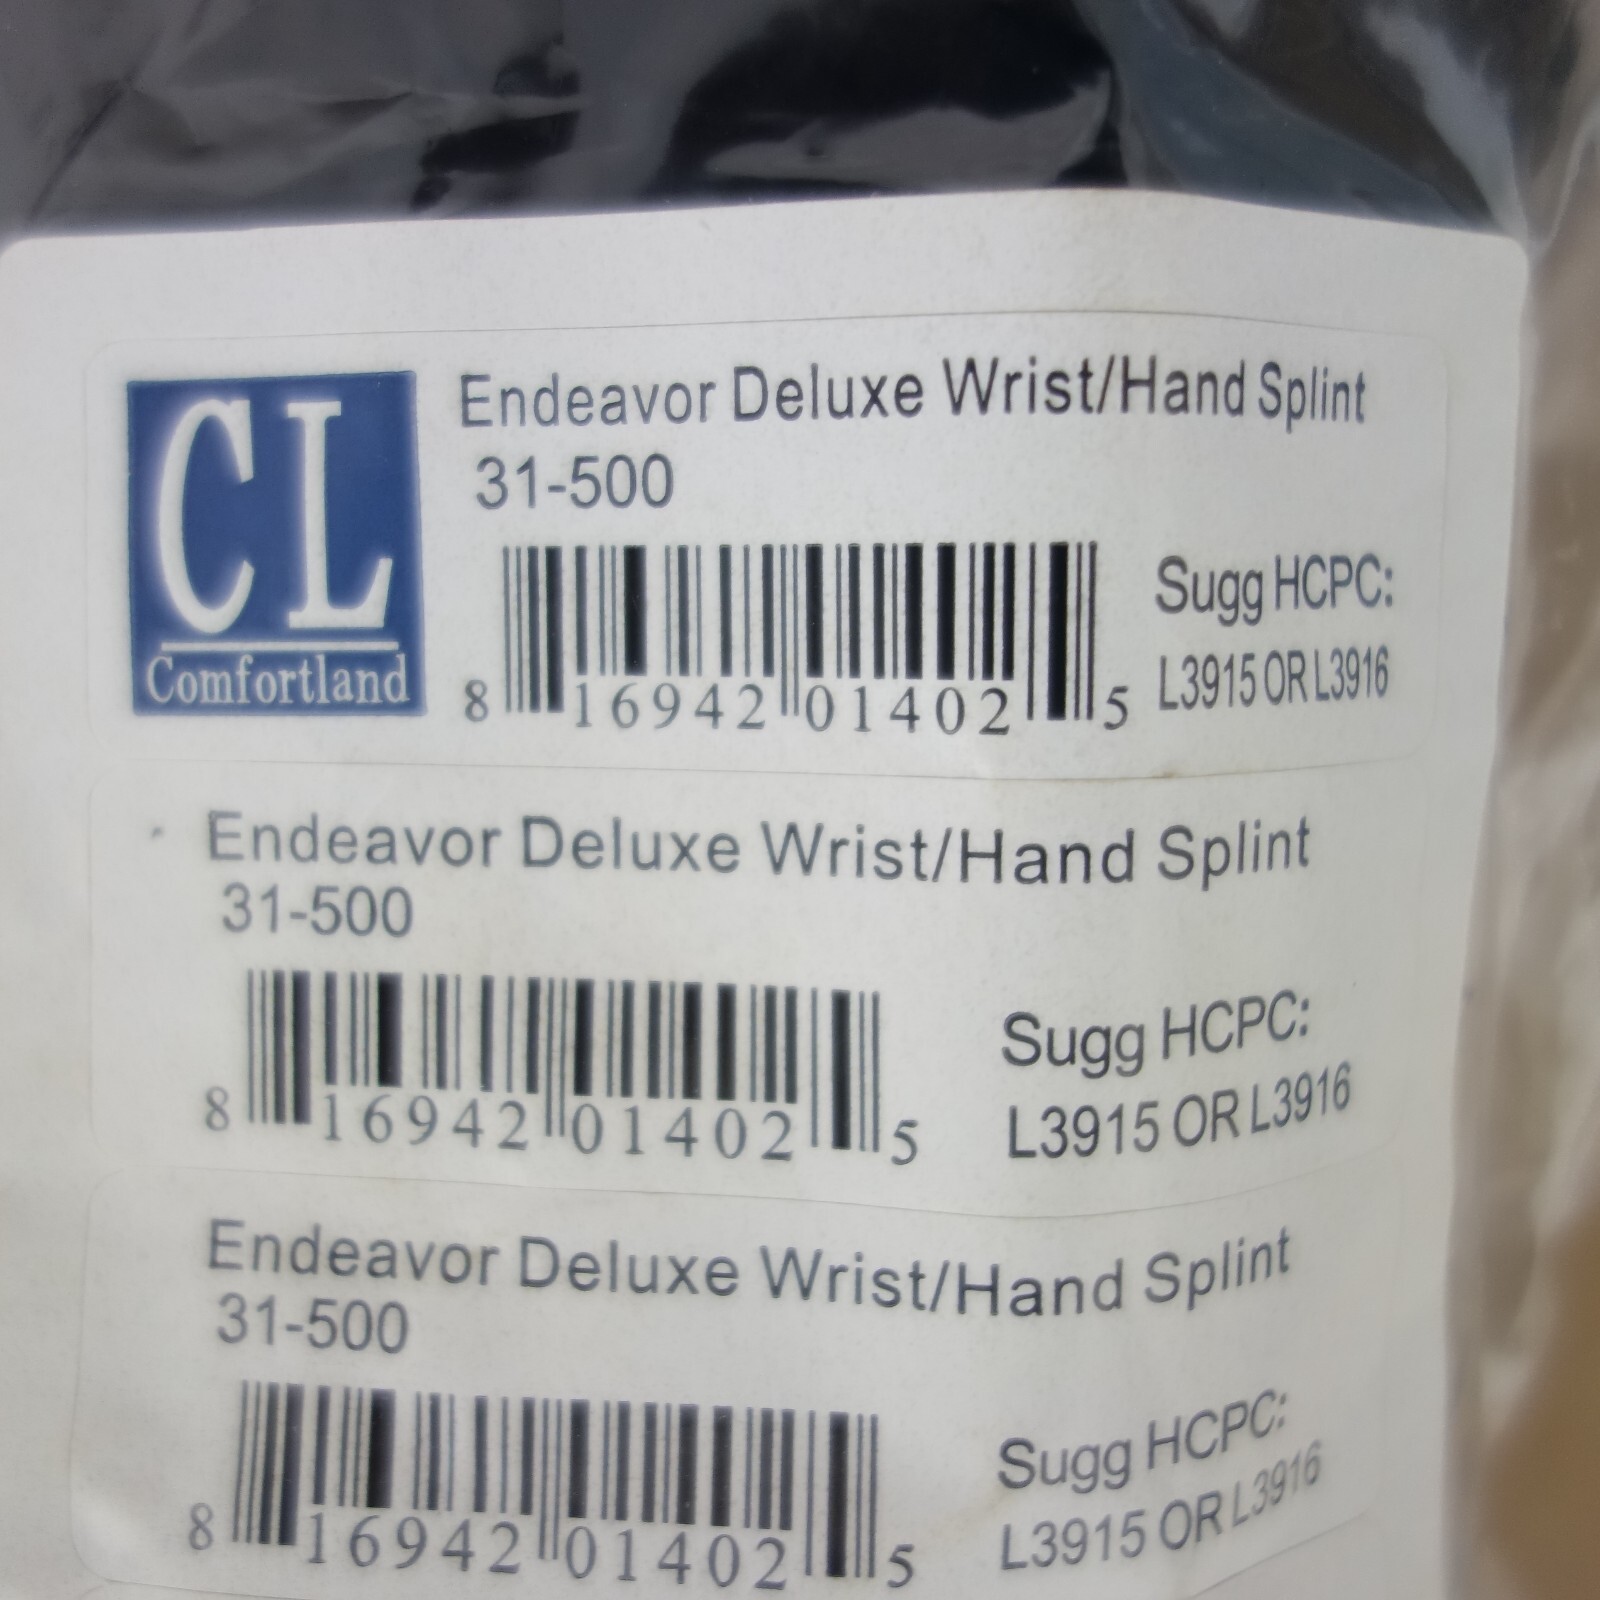 CL
Comfortland
Endeavor Deluxe Wrist/Hand Splint
31-500
8 16942 01402 5
Sugg HCPC:
L3915 OR L3916
Endeavor Deluxe Wrist/Hand Splint
31-500
8 16942 01402 5
Sugg HCPC:
L3915 OR L3916
Endeavor Deluxe Wrist/Hand Splint
31-500
8 16942 01402 5
Sugg HCPC:
L3915 OR L3916